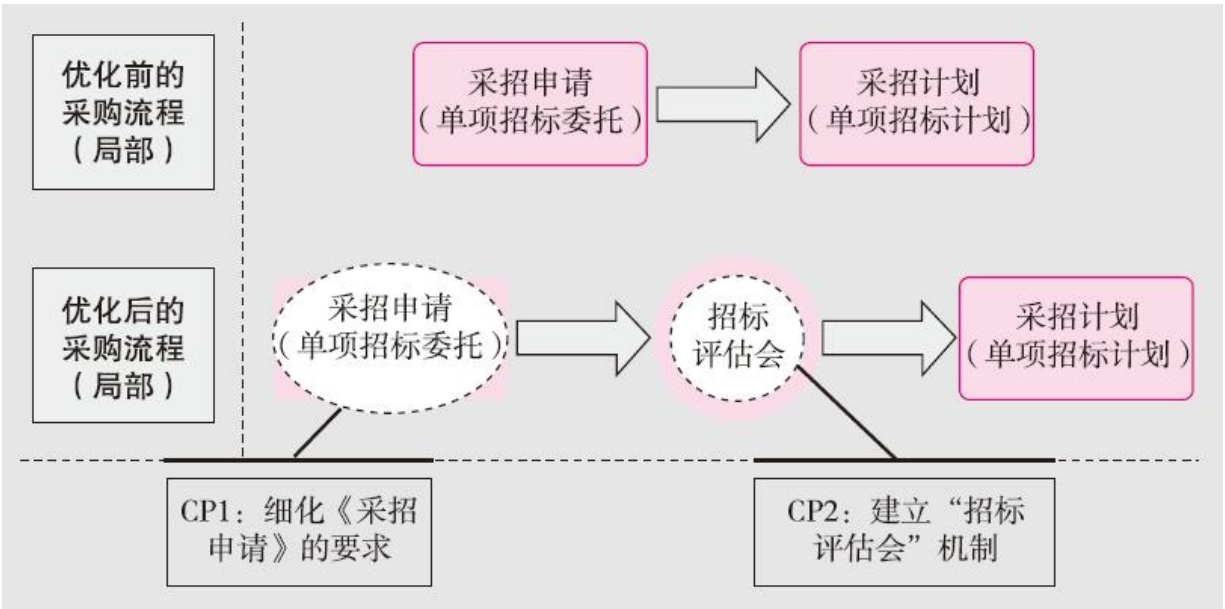 优化前的
采购流程
（局部）
采招申请
（单项招标委托）
采招计划
（单项招标计划）
优化后的
采购流程
（局部）
采招申请
（单项招标委托）
招标
评估会
采招计划
（单项招标计划）
CP1：细化《采招
申请》的要求
CP2：建立“招标
评估会”机制